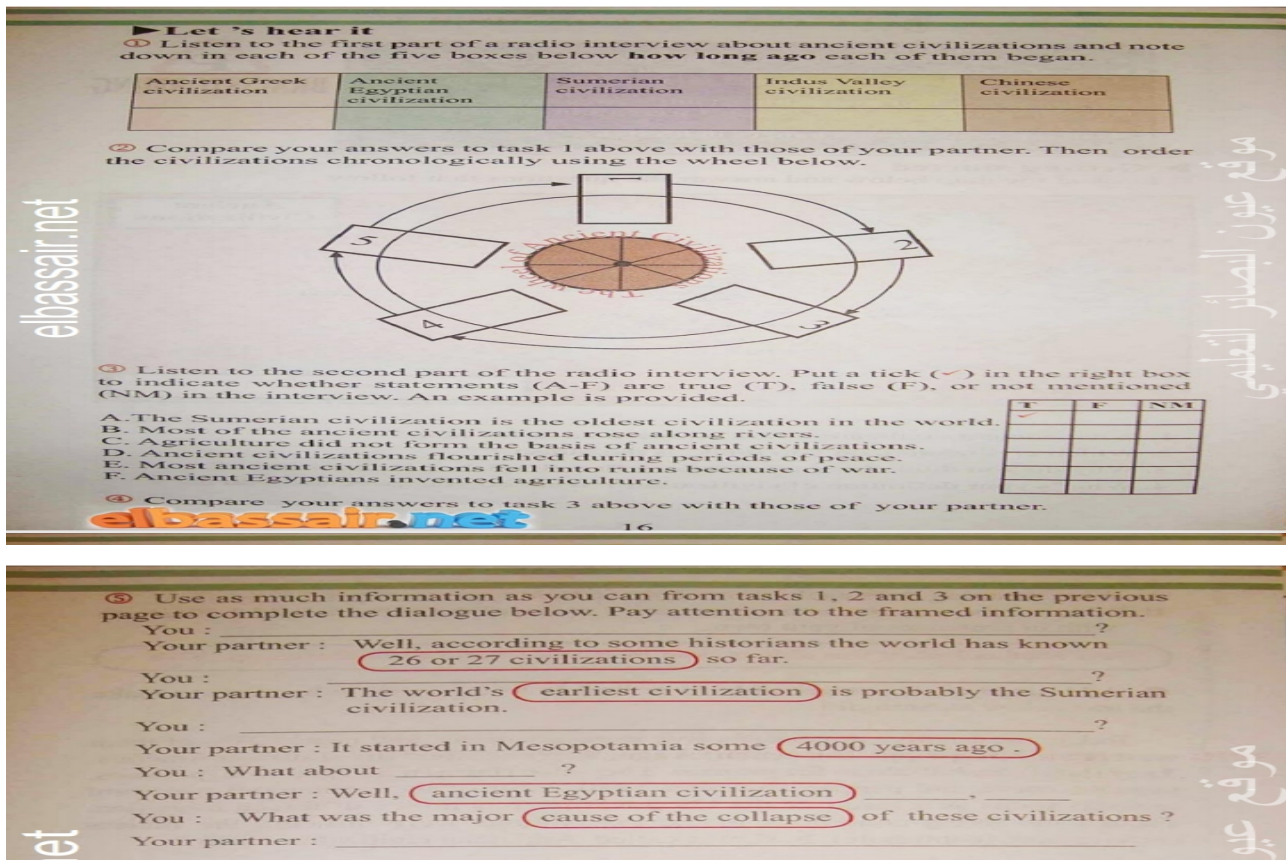 ►Let 's hear it
① Listen to the first part of a radio interview about ancient civilizations and note
down in each of the five boxes below how long ago each of them began.
Ancient Greek civilization
Ancient Egyptian civilization
Sumerian civilization
Indus Valley civilization
Chinese civilization
② Compare your answers to task 1 above with those of your partner. Then order
the civilizations chronologically using the wheel below.
1
2
3
4
5
The wheel of Ancient Civilizations
③ Listen to the second part of the radio interview. Put a tick (✓) in the right box
to indicate whether statements (A-F) are true (T), false (F), or not mentioned
(NM) in the interview. An example is provided.
T F NM
✓
A.The Sumerian civilization is the oldest civilization in the world.
B. Most of the ancient civilizations rose along rivers.
C. Agriculture did not form the basis of ancient civilizations.
D. Ancient civilizations flourished during periods of peace.
E. Most ancient civilizations fell into ruins because of war.
F. Ancient Egyptians invented agriculture.
④ Compare your answers to task 3 above with those of your partner.
elbassair.net
16
elbassair.net
موقع عيون البصائر التعليمي
⑤ Use as much information as you can from tasks 1, 2 and 3 on the previous
page to complete the dialogue below. Pay attention to the framed information.
You : ?
Your partner : Well, according to some historians the world has known
26 or 27 civilizations so far.
You : ?
Your partner : The world's earliest civilization is probably the Sumerian
civilization.
You : ?
Your partner : It started in Mesopotamia some 4000 years ago .
You : What about ?
Your partner : Well, ancient Egyptian civilization ,
You : What was the major cause of the collapse of these civilizations ?
Your partner :
net
موقع عيو